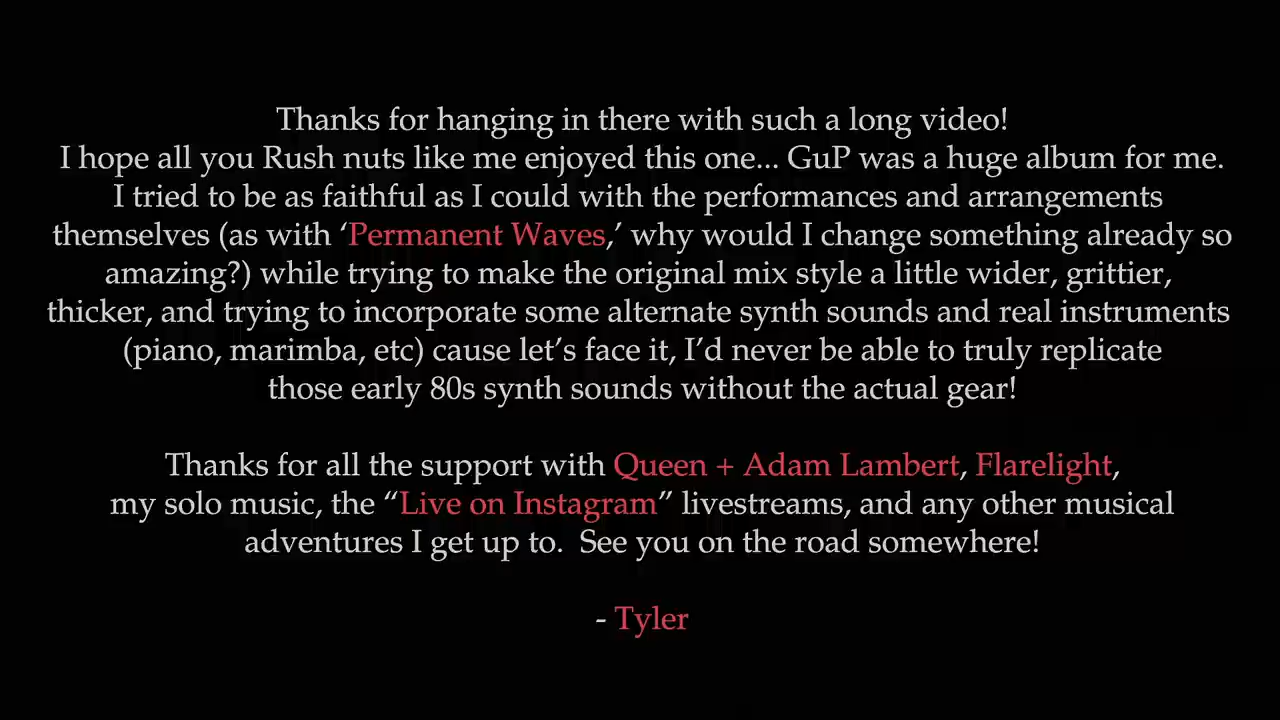 Thanks for hanging in there with such a long video!
I hope all you Rush nuts like me enjoyed this one... GuP was a huge album for me.
I tried to be as faithful as I could with the performances and arrangements
themselves (as with ‘Permanent Waves,’ why would I change something already so
amazing?) while trying to make the original mix style a little wider, grittier,
thicker, and trying to incorporate some alternate synth sounds and real instruments
(piano, marimba, etc) cause let’s face it, I’d never be able to truly replicate
those early 80s synth sounds without the actual gear!
Thanks for all the support with Queen + Adam Lambert, Flarelight,
my solo music, the “Live on Instagram” livestreams, and any other musical
adventures I get up to.  See you on the road somewhere!
- Tyler